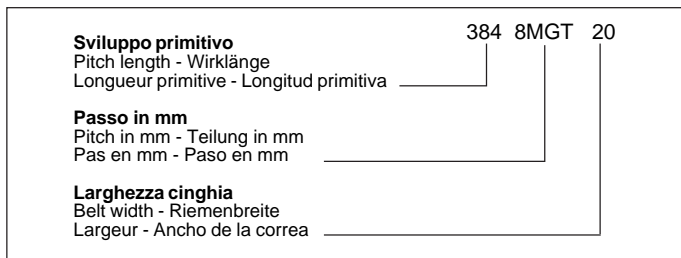 384 8MGT 20
Sviluppo primitivo
Pitch length - Wirklänge
Longueur primitive - Longitud primitiva
Passo in mm
Pitch in mm - Teilung in mm
Pas en mm - Paso en mm
Larghezza cinghia
Belt width - Riemenbreite
Largeur - Ancho de la correa